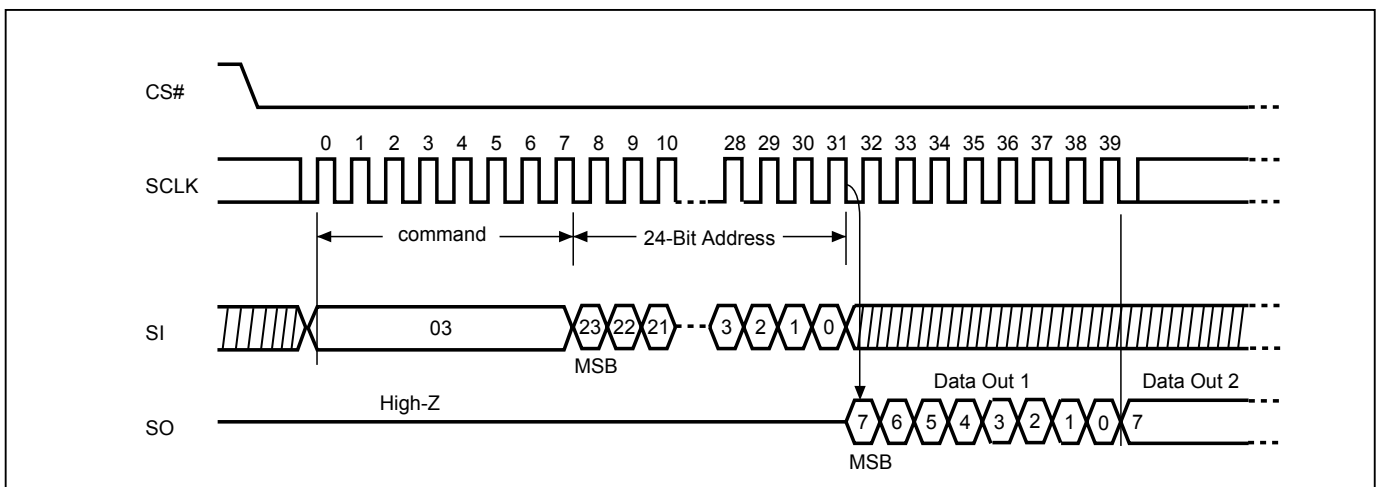 CS#
0 1 2 3 4 5 6 7 8 9 10 28 29 30 31 32 33 34 35 36 37 38 39
SCLK
command
24-Bit Address
SI
03
23 22 21 3 2 1 0
MSB
Data Out 1
Data Out 2
High-Z
SO
7 6 5 4 3 2 1 0 7
MSB